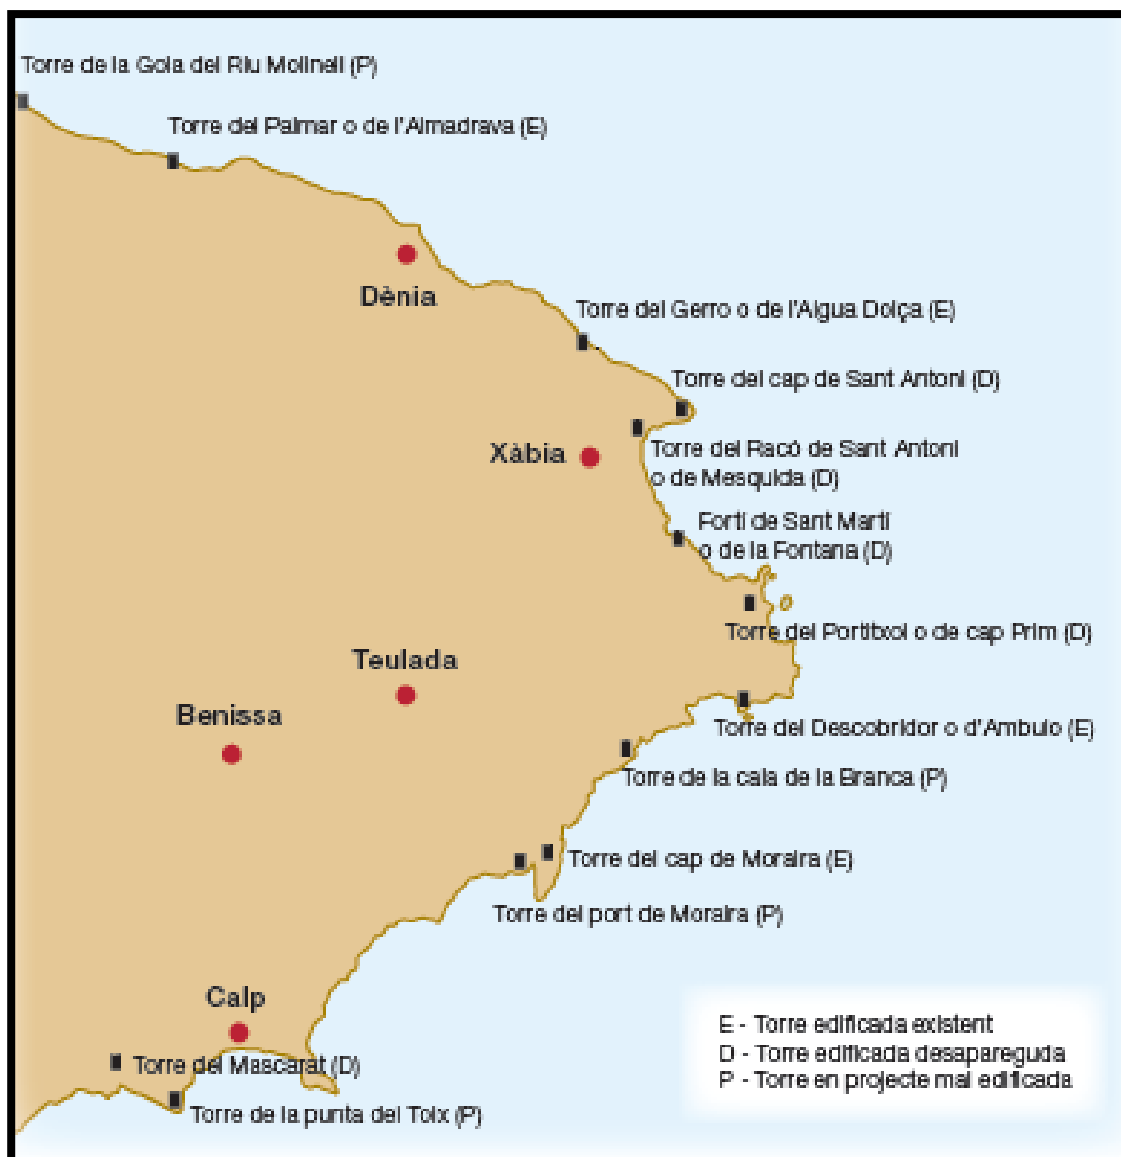 Torre de la Gola del Riu Molinell (P)
Torre del Palmar o de l'Almadrava (E)
Dènia
Torre del Gerro o de l'Aigua Dolça (E)
Torre del cap de Sant Antoni (D)
Xàbia
Torre del Racó de Sant Antoni
o de Mesquida (D)
Fortí de Sant Martí
o de la Fontana (D)
Torre del Portitxol o de cap Prim (D)
Teulada
Benissa
Torre del Descobridor o d'Ambulo (E)
Torre de la cala de la Branca (P)
Torre del cap de Moraira (E)
Torre del port de Moraira (P)
Calp
Torre del Mascarat (D)
Torre de la punta del Toix (P)
E - Torre edificada existent
D - Torre edificada desapareguda
P - Torre en projecte mai edificada